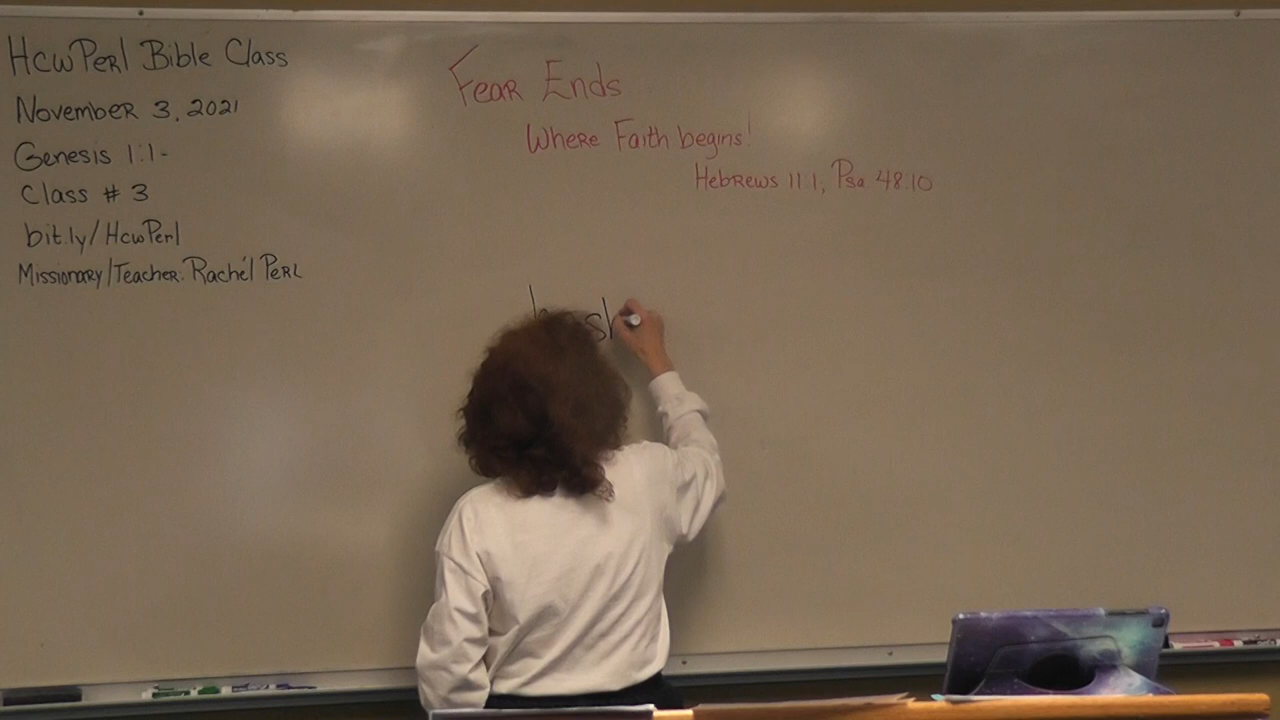 HcwPerl Bible Class
November 3, 2021
Genesis 1:1-
Class # 3
bit.ly/HcwPerl
Missionary/Teacher: Rachél Perl
Fear Ends
Where Faith begins!
Hebrews 11:1, Psa 48:10